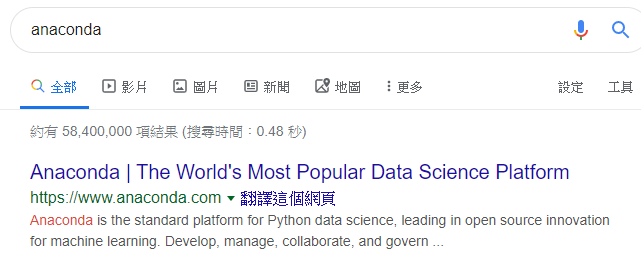 anaconda
全部 影片 圖片 新聞 地圖 更多 設定 工具
約有 58,400,000 項結果 (搜尋時間：0.48 秒)
Anaconda | The World's Most Popular Data Science Platform
https://www.anaconda.com 翻譯這個網頁
Anaconda is the standard platform for Python data science, leading in open source innovation
for machine learning. Develop, manage, collaborate, and govern ...